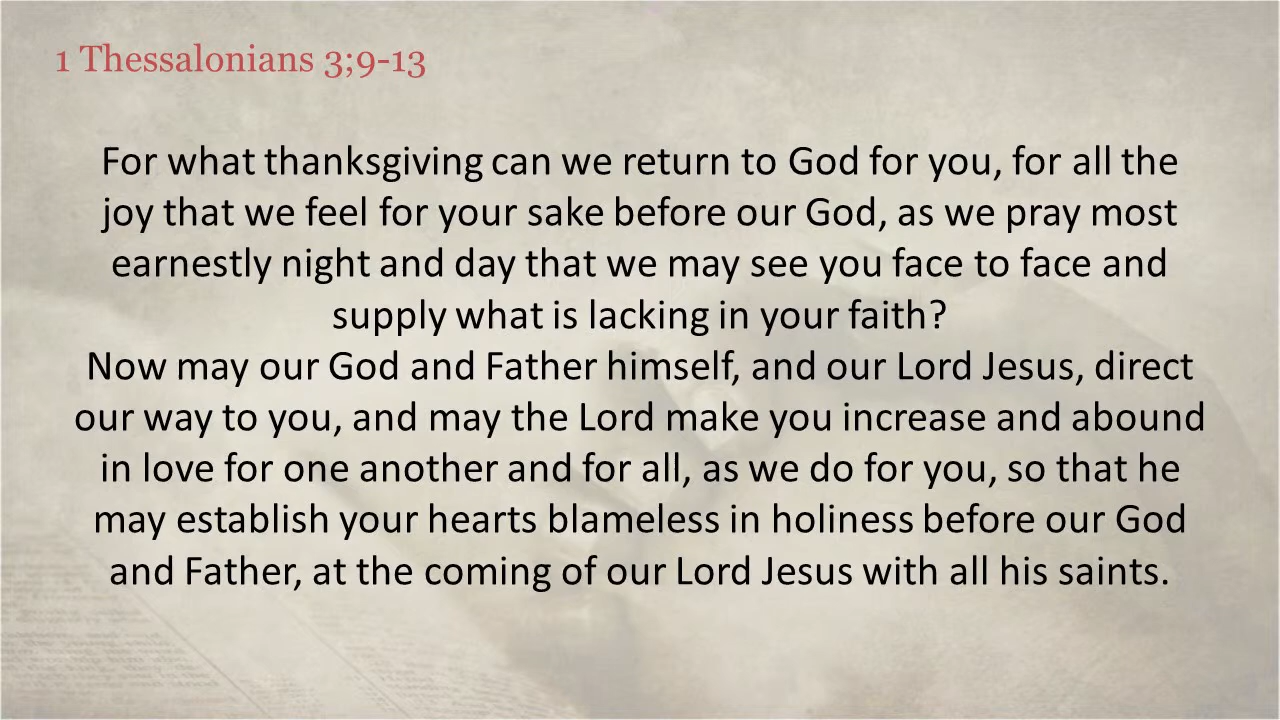 1 Thessalonians 3;9-13
For what thanksgiving can we return to God for you, for all the
joy that we feel for your sake before our God, as we pray most
earnestly night and day that we may see you face to face and
supply what is lacking in your faith?
Now may our God and Father himself, and our Lord Jesus, direct
our way to you, and may the Lord make you increase and abound
in love for one another and for all, as we do for you, so that he
may establish your hearts blameless in holiness before our God
and Father, at the coming of our Lord Jesus with all his saints.